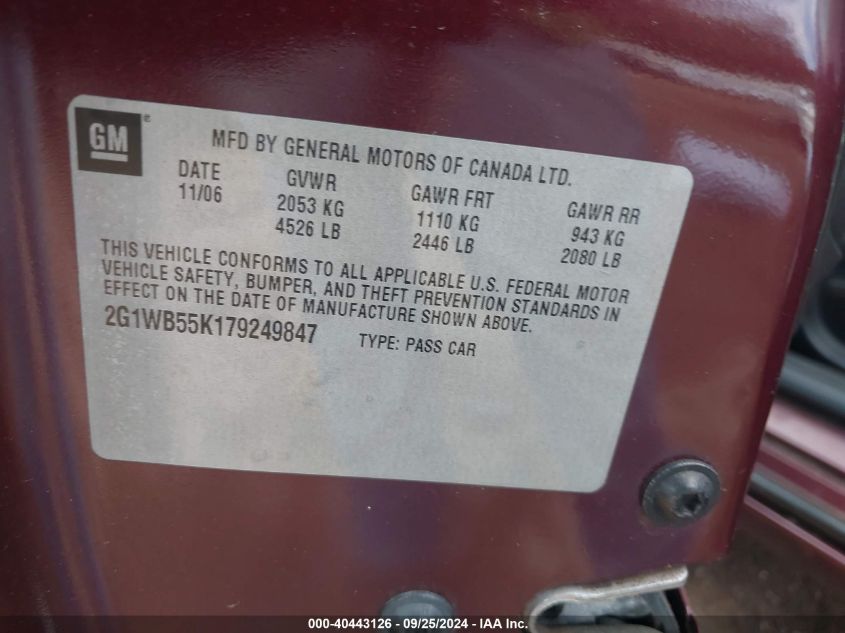 GM®
MFD BY GENERAL MOTORS OF CANADA LTD.
DATE GVWR GAWR FRT GAWR RR
11/06 2053 KG 1110 KG 943 KG
4526 LB 2446 LB 2080 LB
THIS VEHICLE CONFORMS TO ALL APPLICABLE U.S. FEDERAL MOTOR
VEHICLE SAFETY, BUMPER, AND THEFT PREVENTION STANDARDS IN
EFFECT ON THE DATE OF MANUFACTURE SHOWN ABOVE.
2G1WB55K179249847 TYPE: PASS CAR
000-40443126 - 09/25/2024 - IAA Inc.